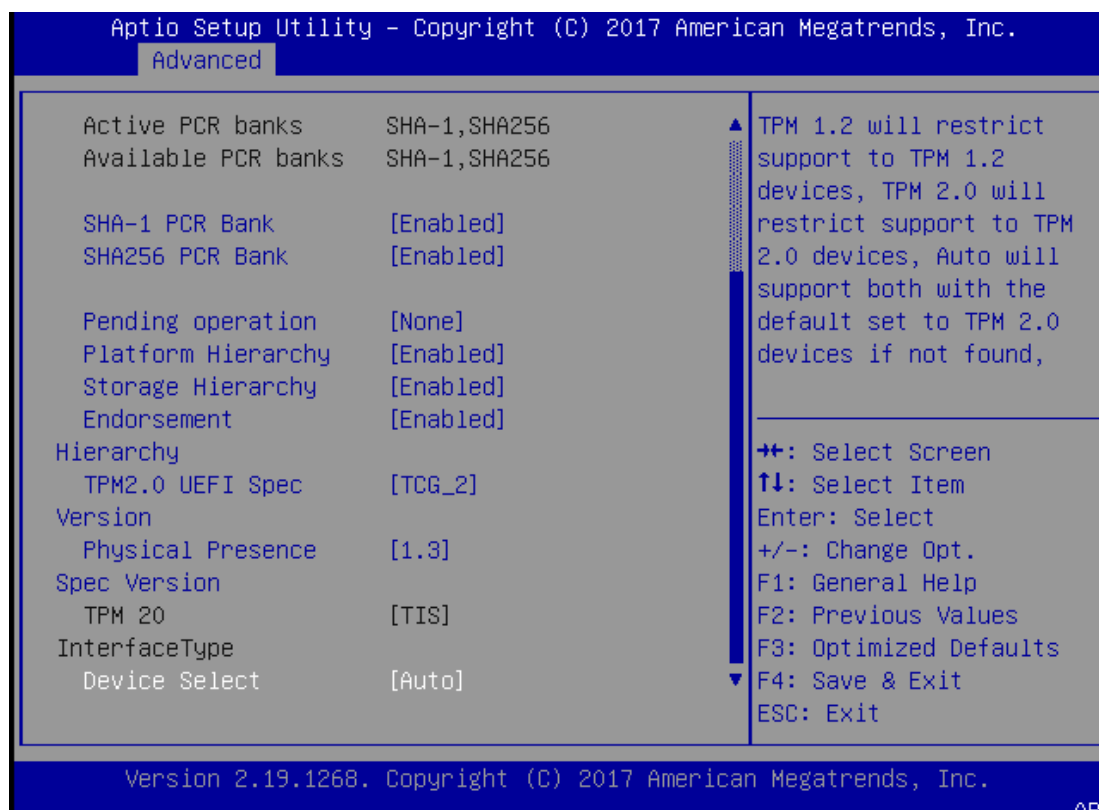 Aptio Setup Utility – Copyright (C) 2017 American Megatrends, Inc.
Advanced
Active PCR banks SHA-1,SHA256
Available PCR banks SHA-1,SHA256
SHA-1 PCR Bank [Enabled]
SHA256 PCR Bank [Enabled]
Pending operation [None]
Platform Hierarchy [Enabled]
Storage Hierarchy [Enabled]
Endorsement [Enabled]
Hierarchy
TPM2.0 UEFI Spec [TCG_2]
Version
Physical Presence [1.3]
Spec Version
TPM 20 [TIS]
InterfaceType
Device Select [Auto]
TPM 1.2 will restrict
support to TPM 1.2
devices, TPM 2.0 will
restrict support to TPM
2.0 devices, Auto will
support both with the
default set to TPM 2.0
devices if not found,
→←: Select Screen
↑↓: Select Item
Enter: Select
+/-: Change Opt.
F1: General Help
F2: Previous Values
F3: Optimized Defaults
F4: Save & Exit
ESC: Exit
Version 2.19.1268. Copyright (C) 2017 American Megatrends, Inc.